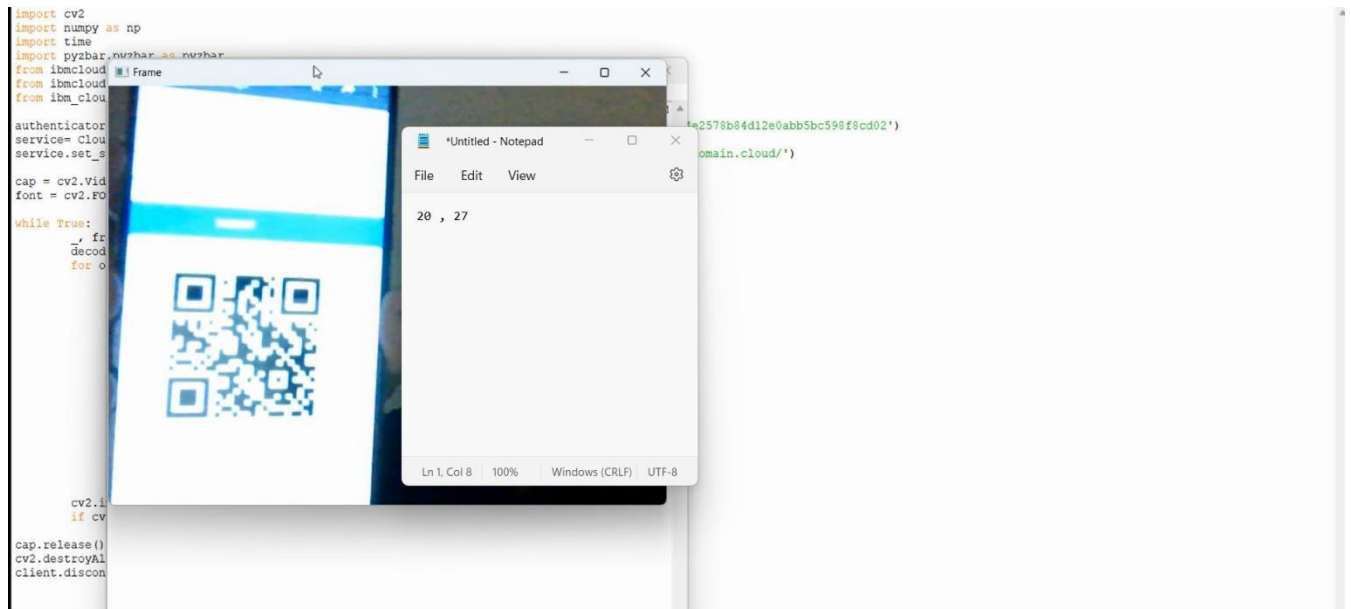 import cv2
import numpy as np
import time
import pyzbar.pyzbar as pyzbar
from ibmcloud
from ibmcloud
from ibm_clou
authenticator
e2578b84d12e0abb5bc598f8cd02')
service= Clou
service.set_s
omain.cloud/')
cap = cv2.Vid
font = cv2.FO
while True:
_, fr
decod
for o
cv2.i
if cv
cap.release()
cv2.destroyAl
client.discon
Frame
*Untitled - Notepad
File Edit View
20 , 27
Ln 1, Col 8 100% Windows (CRLF) UTF-8